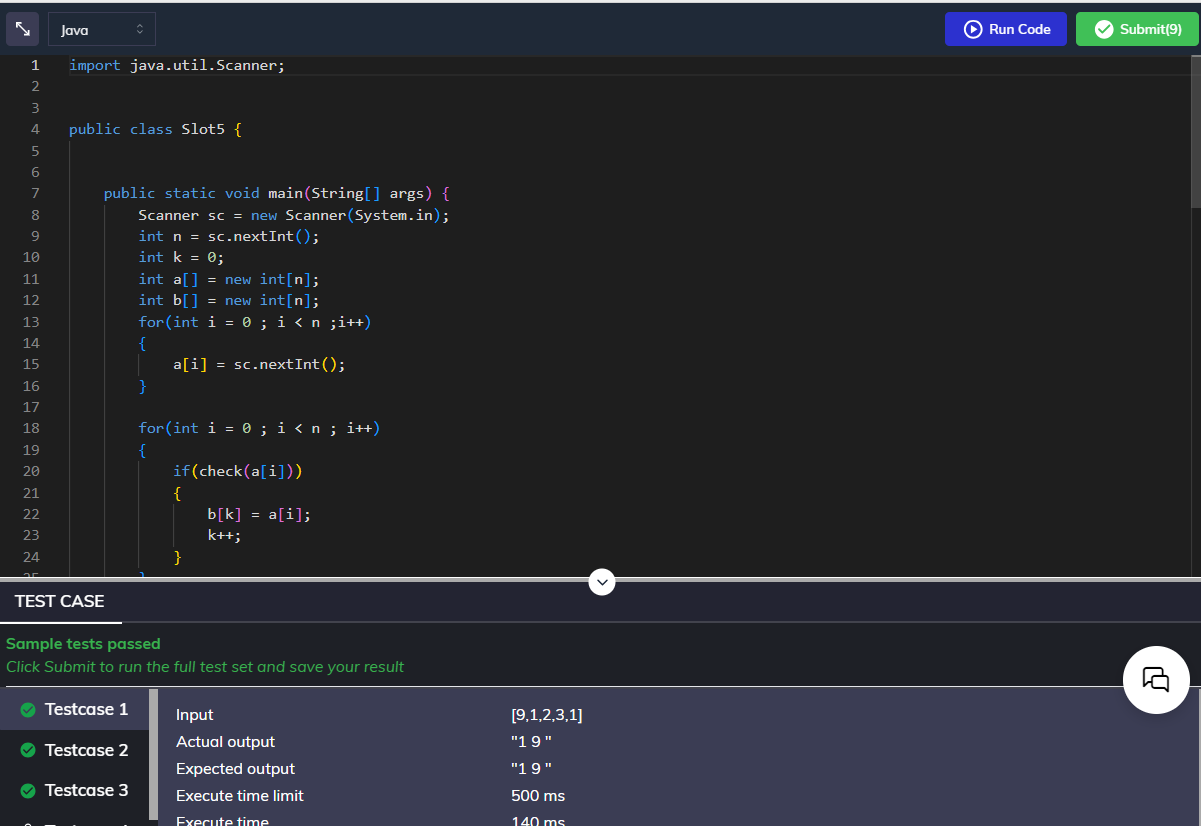 Java
Run Code
Submit(9)
1 import java.util.Scanner;
2
3
4 public class Slot5 {
5
6
7 public static void main(String[] args) {
8 Scanner sc = new Scanner(System.in);
9 int n = sc.nextInt();
10 int k = 0;
11 int a[] = new int[n];
12 int b[] = new int[n];
13 for(int i = 0 ; i < n ;i++)
14 {
15 a[i] = sc.nextInt();
16 }
17
18 for(int i = 0 ; i < n ; i++)
19 {
20 if(check(a[i]))
21 {
22 b[k] = a[i];
23 k++;
24 }
25 }
TEST CASE
Sample tests passed
Click Submit to run the full test set and save your result
Testcase 1
Testcase 2
Testcase 3
Input [9,1,2,3,1]
Actual output "1 9 "
Expected output "1 9 "
Execute time limit 500 ms
Execute time 140 ms